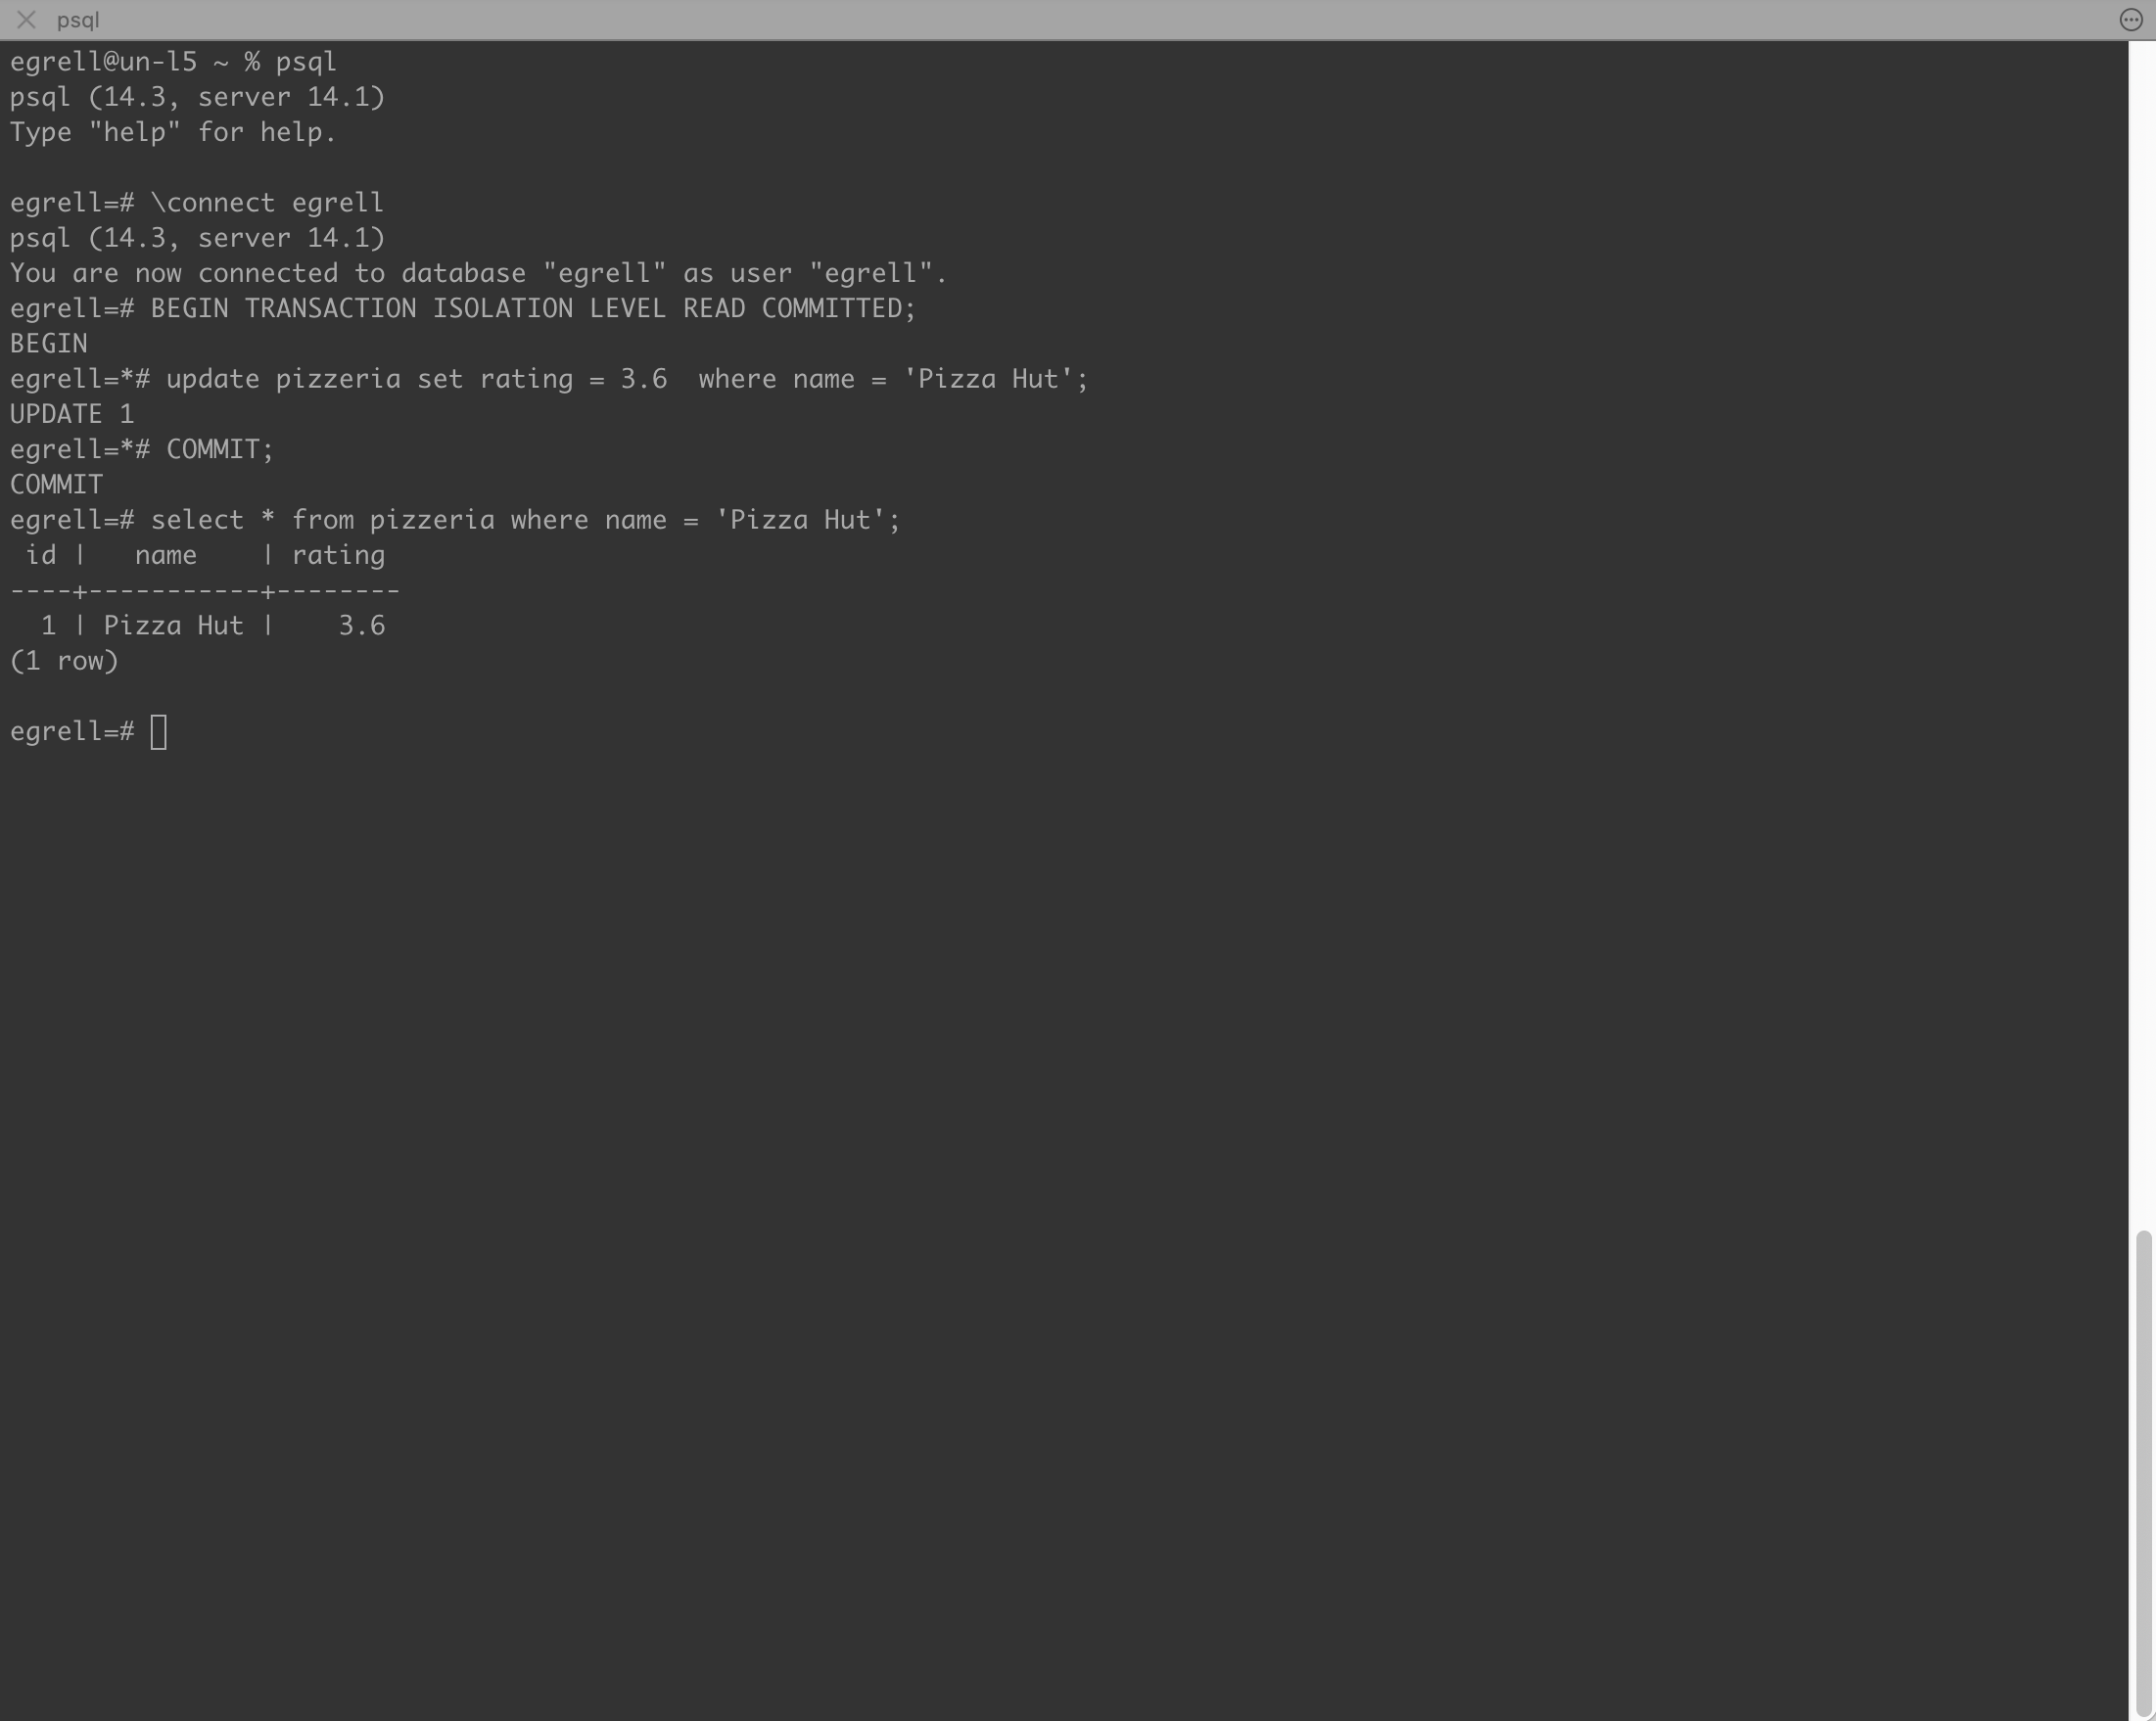 psql
egrell@un-l5 ~ % psql
psql (14.3, server 14.1)
Type "help" for help.
egrell=# \connect egrell
psql (14.3, server 14.1)
You are now connected to database "egrell" as user "egrell".
egrell=# BEGIN TRANSACTION ISOLATION LEVEL READ COMMITTED;
BEGIN
egrell=*# update pizzeria set rating = 3.6  where name = 'Pizza Hut';
UPDATE 1
egrell=*# COMMIT;
COMMIT
egrell=# select * from pizzeria where name = 'Pizza Hut';
 id |   name    | rating
----+-----------+--------
  1 | Pizza Hut |    3.6
(1 row)
egrell=#